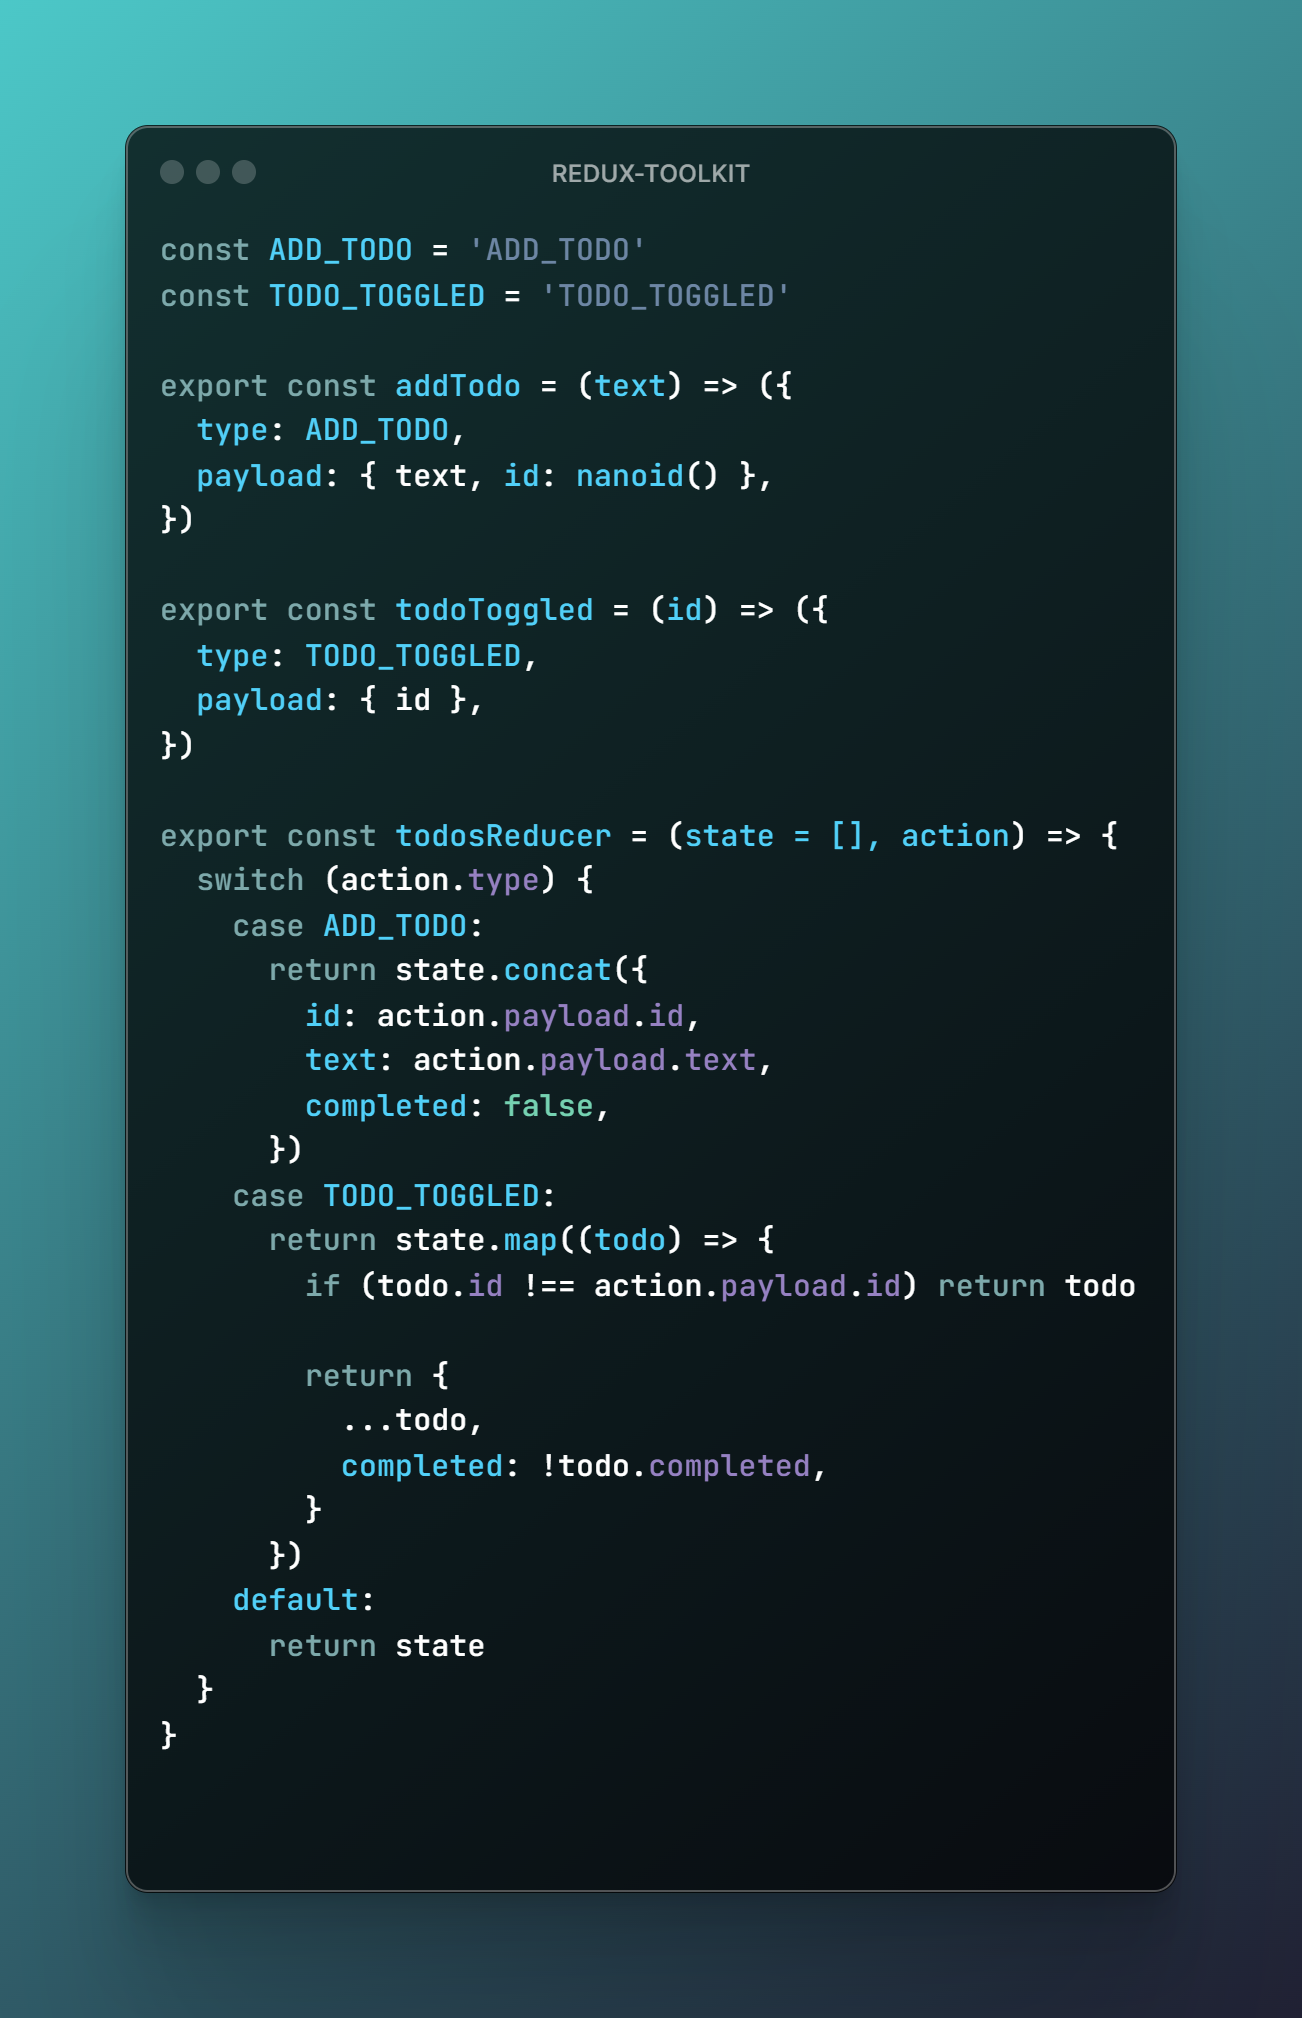 REDUX-TOOLKIT
const ADD_TODO = 'ADD_TODO'
const TODO_TOGGLED = 'TODO_TOGGLED'

export const addTodo = (text) => ({
  type: ADD_TODO,
  payload: { text, id: nanoid() },
})

export const todoToggled = (id) => ({
  type: TODO_TOGGLED,
  payload: { id },
})

export const todosReducer = (state = [], action) => {
  switch (action.type) {
    case ADD_TODO:
      return state.concat({
        id: action.payload.id,
        text: action.payload.text,
        completed: false,
      })
    case TODO_TOGGLED:
      return state.map((todo) => {
        if (todo.id !== action.payload.id) return todo

        return {
          ...todo,
          completed: !todo.completed,
        }
      })
    default:
      return state
  }
}